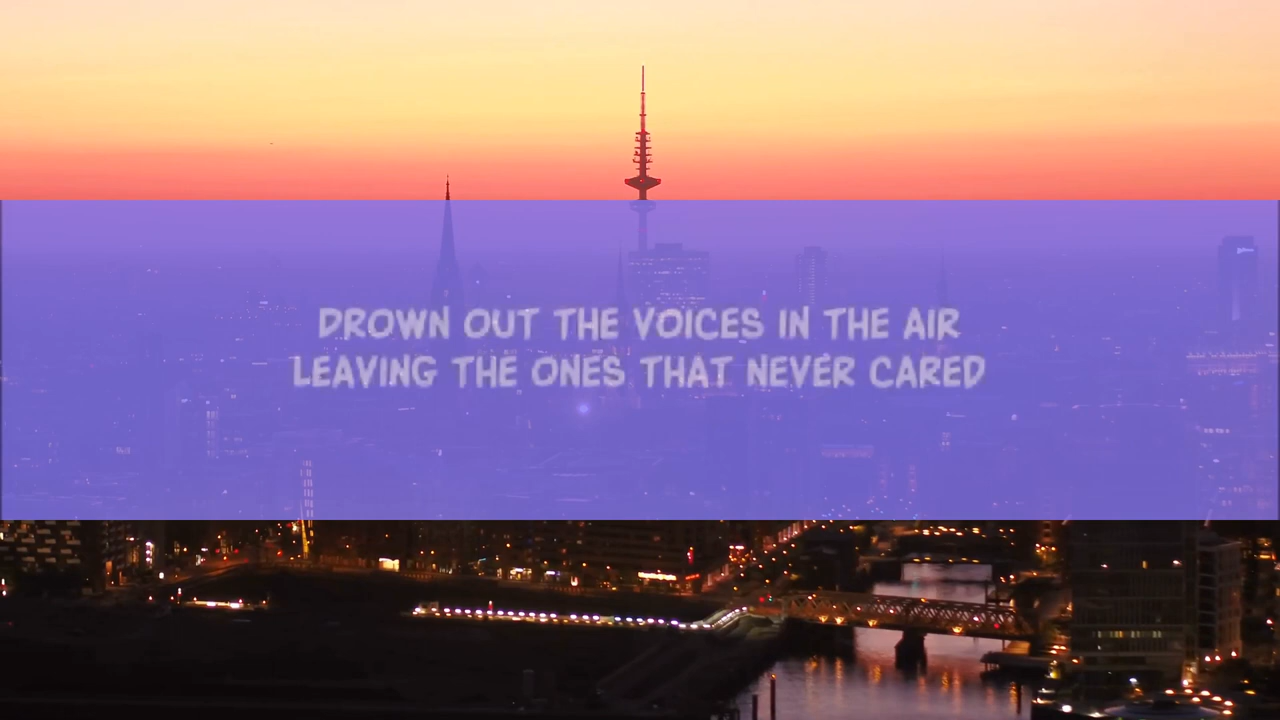 DROWN OUT THE VOICES IN THE AIR
LEAVING THE ONES THAT NEVER CARED